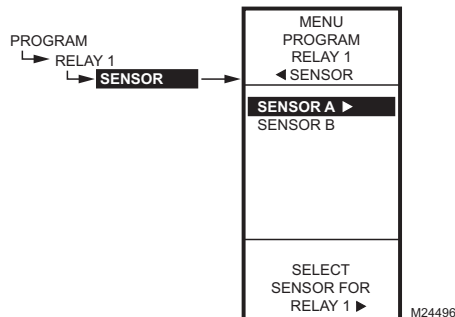 PROGRAM
RELAY 1
SENSOR
MENU
PROGRAM
RELAY 1
◄ SENSOR
SENSOR A ►
SENSOR B
SELECT
SENSOR FOR
RELAY 1 ►
M24496